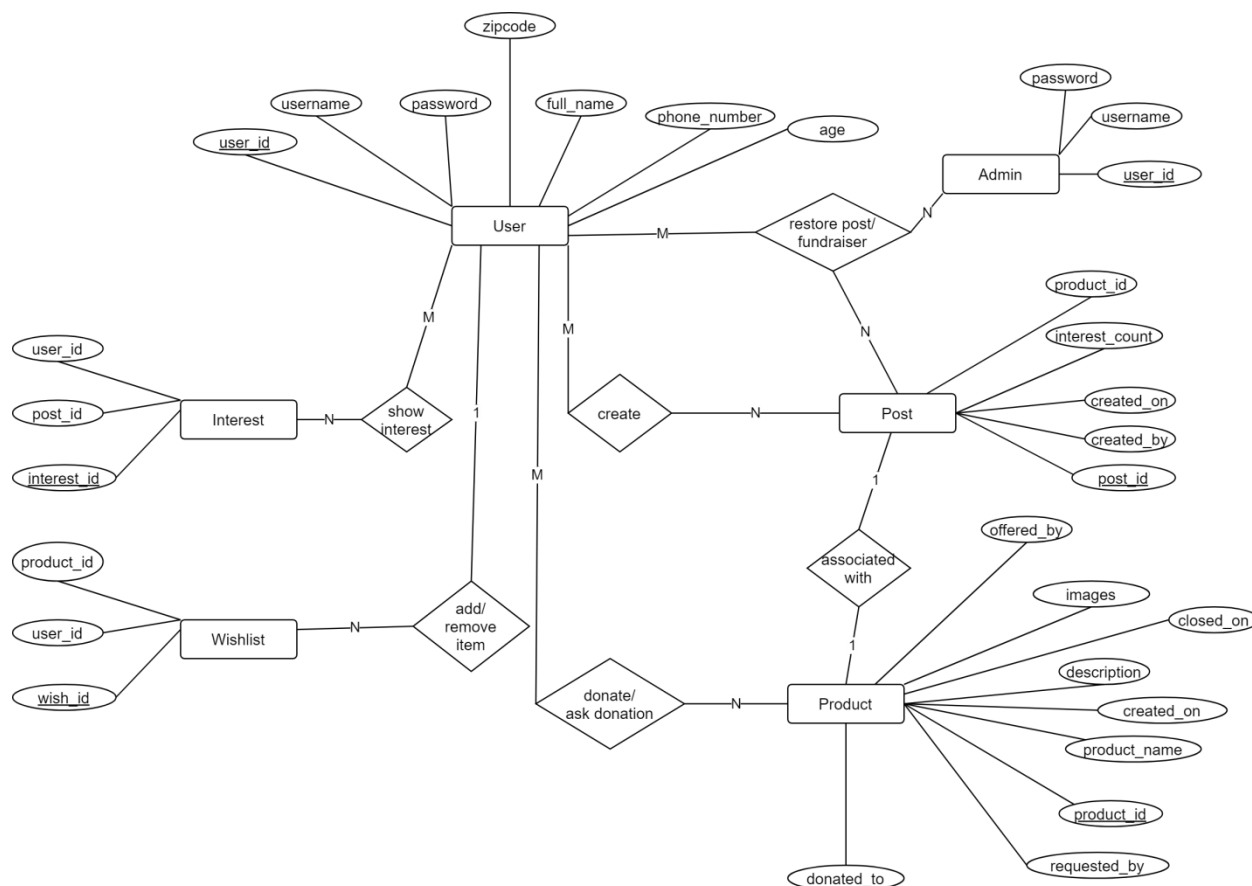 zipcode
username
password
full_name
phone_number
age
user_id
User
password
username
user_id
Admin
restore post/
fundraiser
M
N
N
product_id
interest_count
created_on
created_by
post_id
Post
M
create
N
M
user_id
post_id
interest_id
Interest
N
show
interest
1
product_id
user_id
wish_id
Wishlist
N
add/
remove
item
M
donate/
ask donation
N
1
associated
with
1
offered_by
images
closed_on
description
created_on
product_name
product_id
requested_by
Product
donated_to